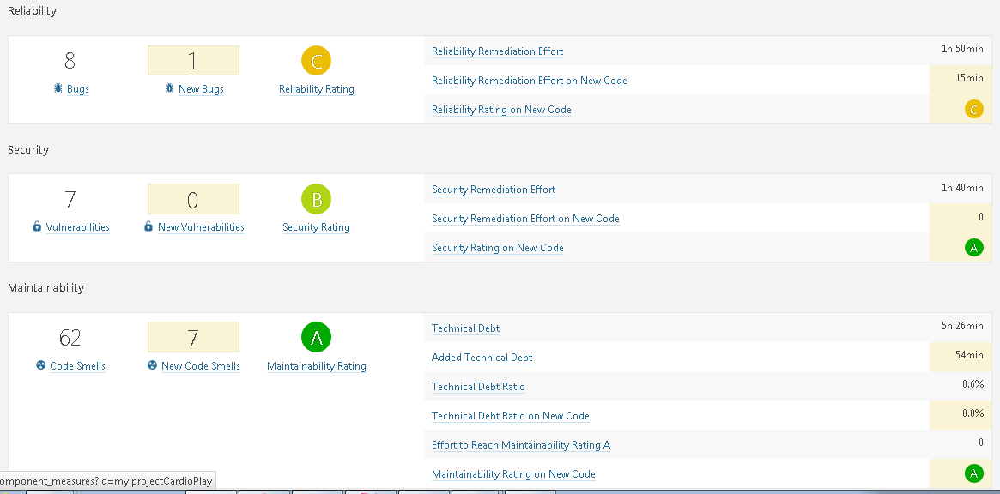 Reliability
8
Bugs
1
New Bugs
C
Reliability Rating
Reliability Remediation Effort 1h 50min
Reliability Remediation Effort on New Code 15min
Reliability Rating on New Code C
Security
7
Vulnerabilities
0
New Vulnerabilities
B
Security Rating
Security Remediation Effort 1h 40min
Security Remediation Effort on New Code 0
Security Rating on New Code A
Maintainability
62
Code Smells
7
New Code Smells
A
Maintainability Rating
Technical Debt 5h 26min
Added Technical Debt 54min
Technical Debt Ratio 0.6%
Technical Debt Ratio on New Code 0.0%
Effort to Reach Maintainability Rating A 0
Maintainability Rating on New Code A
omponent_measures?id=my:projectCardioPlay